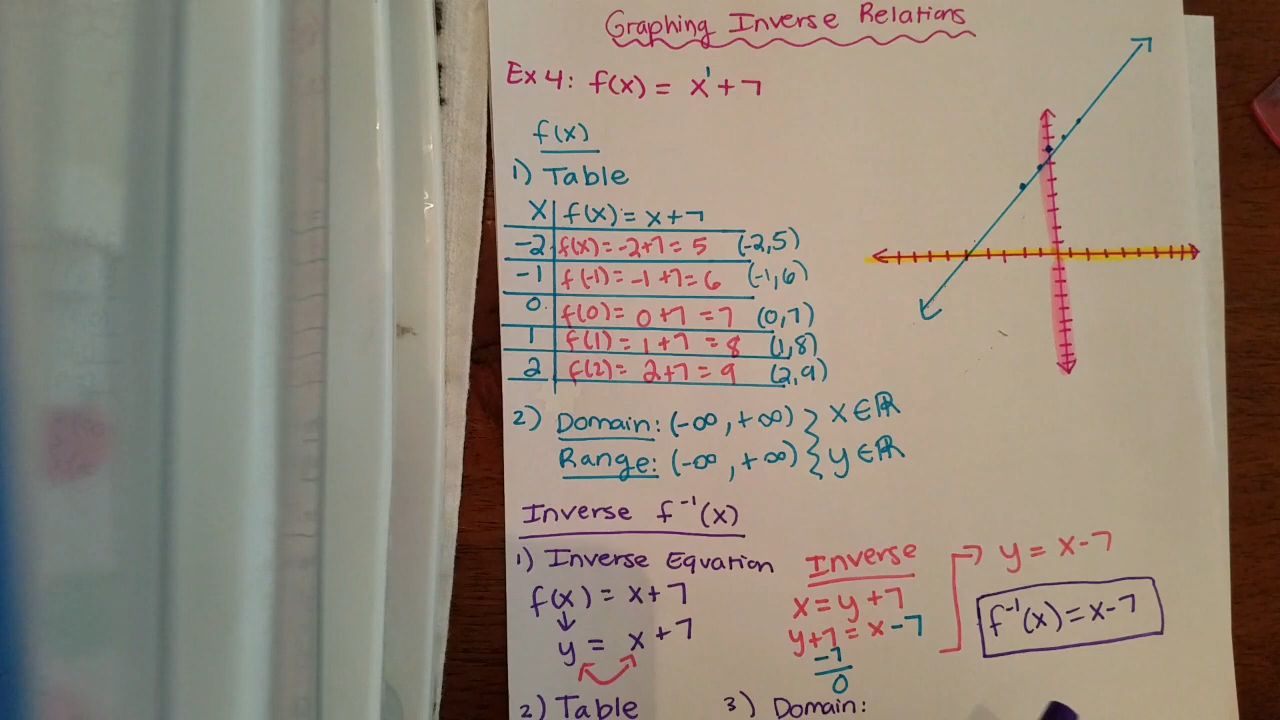 Graphing Inverse Relations
Ex 4: f(x) = x¹+7
f(x)
1) Table
x | f(x) = x+7
-2 | f(x) = -2+7 = 5 (-2,5)
-1 | f(-1) = -1+7 = 6 (-1,6)
0 | f(0) = 0+7 = 7 (0,7)
1 | f(1) = 1+7 = 8 (1,8)
2 | f(2) = 2+7 = 9 (2,9)
2) Domain: (-∞, +∞) } x∈ℝ
Range: (-∞, +∞) } y∈ℝ
Inverse f⁻¹(x)
1) Inverse Equation
f(x) = x+7
↓
y = x+7
Inverse
x = y+7
y+7 = x-7
-7
0
y = x-7
f⁻¹(x) = x-7
2) Table
3) Domain: